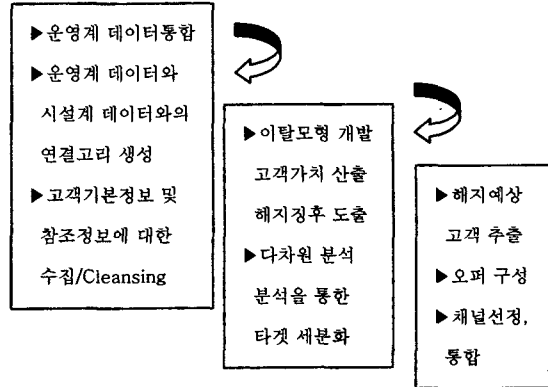 ▶운영계 데이터통합
▶운영계 데이터와
시설계 데이터와의
연결고리 생성
▶고객기본정보 및
참조정보에 대한
수집/Cleansing
▶이탈모형 개발
고객가치 산출
해지징후 도출
▶다차원 분석
분석을 통한
타겟 세분화
▶해지예상
고객 추출
▶오퍼 구성
▶채널선정,
통합